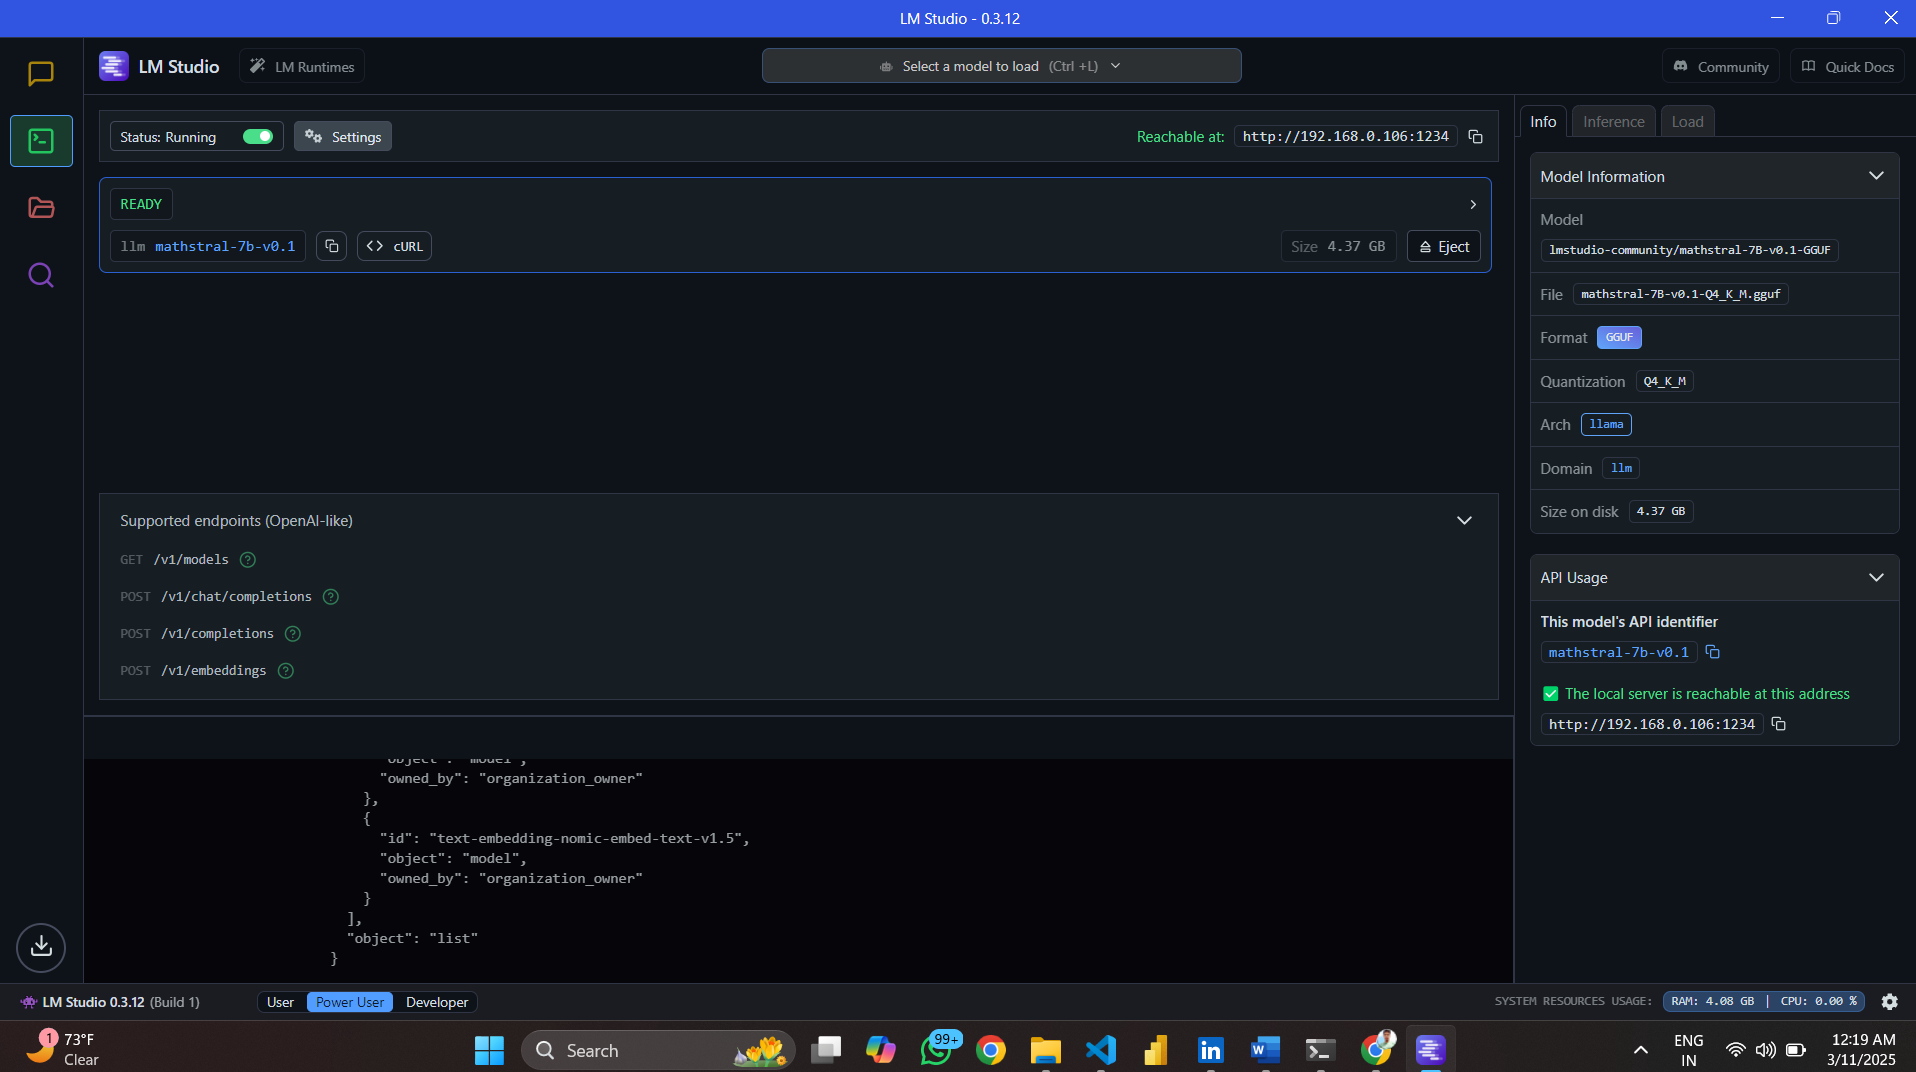 LM Studio - 0.3.12
LM Studio
LM Runtimes
Select a model to load (Ctrl +L)
Community
Quick Docs
Status: Running
Settings
Reachable at: http://192.168.0.106:1234
READY
llm mathstral-7b-v0.1
cURL
Size 4.37 GB
Eject
Supported endpoints (OpenAI-like)
GET /v1/models
POST /v1/chat/completions
POST /v1/completions
POST /v1/embeddings
"object": "model",
"owned_by": "organization_owner"
},
{
"id": "text-embedding-nomic-embed-text-v1.5",
"object": "model",
"owned_by": "organization_owner"
}
],
"object": "list"
}
Info
Inference
Load
Model Information
Model
lmstudio-community/mathstral-7B-v0.1-GGUF
File mathstral-7B-v0.1-Q4_K_M.gguf
Format GGUF
Quantization Q4_K_M
Arch llama
Domain llm
Size on disk 4.37 GB
API Usage
This model's API identifier
mathstral-7b-v0.1
The local server is reachable at this address
http://192.168.0.106:1234
LM Studio 0.3.12 (Build 1)
User
Power User
Developer
SYSTEM RESOURCES USAGE: RAM: 4.08 GB | CPU: 0.00 %
1
73°F
Clear
Search
99+
ENG
IN
12:19 AM
3/11/2025